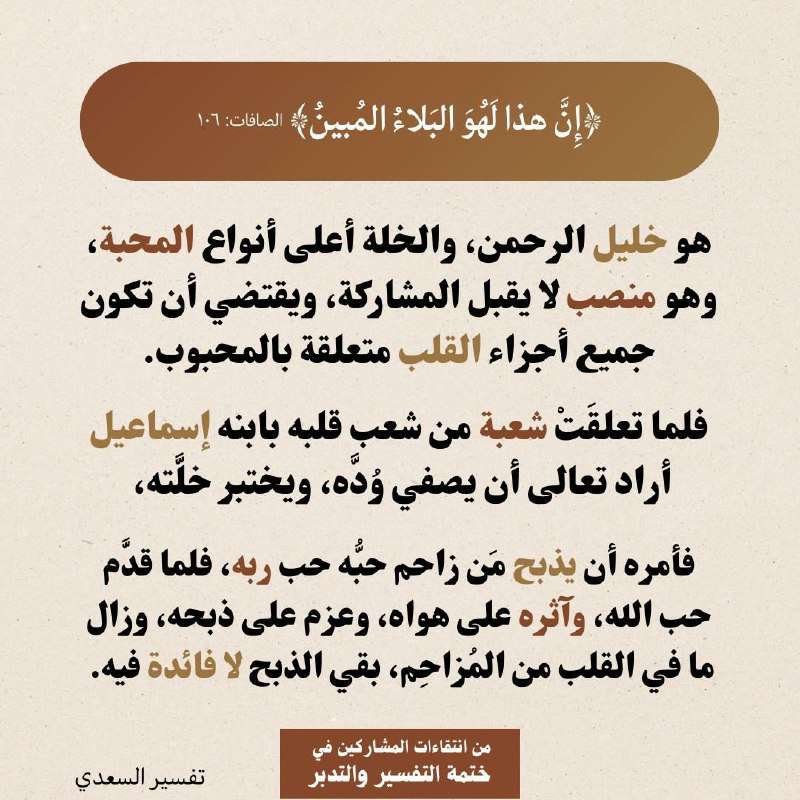 ﴿إِنَّ هذا لَهُوَ البَلاءُ المُبينُ﴾ الصافات: ١٠٦
هو خليل الرحمن، والخلة أعلى أنواع المحبة،
وهو منصب لا يقبل المشاركة، ويقتضي أن تكون
جميع أجزاء القلب متعلقة بالمحبوب.
فلما تعلقَتْ شعبة من شعب قلبه بابنه إسماعيل
أراد تعالى أن يصفي وُدَّه، ويختبر خلَّته،
فأمره أن يذبح مَن زاحم حبُّه حب ربه، فلما قدَّم
حب الله، وآثره على هواه، وعزم على ذبحه، وزال
ما في القلب من المُزاحِم، بقي الذبح لا فائدة فيه.
من انتقاءات المشاركين في
ختمة التفسير والتدبر
تفسير السعدي